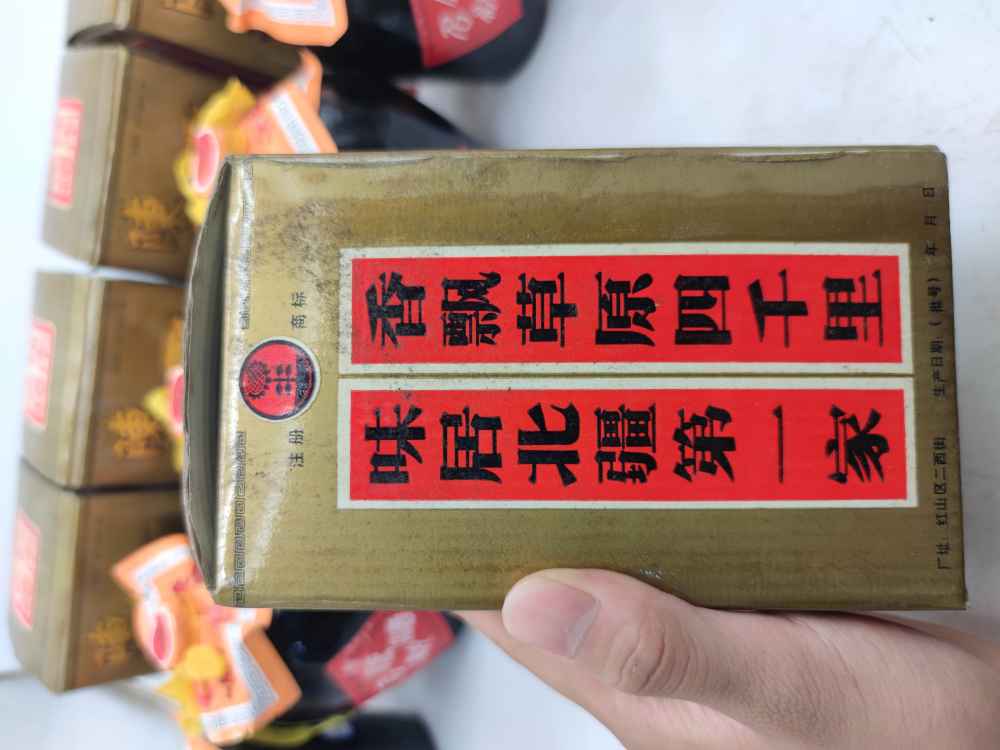 注册 商标
香飘草原四千里
味居北疆第一家
厂址:红山区二西街 生产日期:(批号) 年 月 日